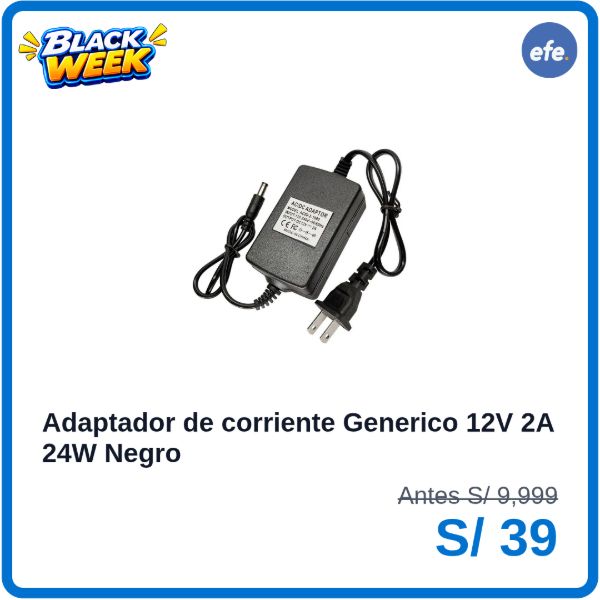 BLACK
WEEK
efe.
Adaptador de corriente Generico 12V 2A
24W Negro
Antes S/ 9,999
S/ 39
AC/DC ADAPTOR